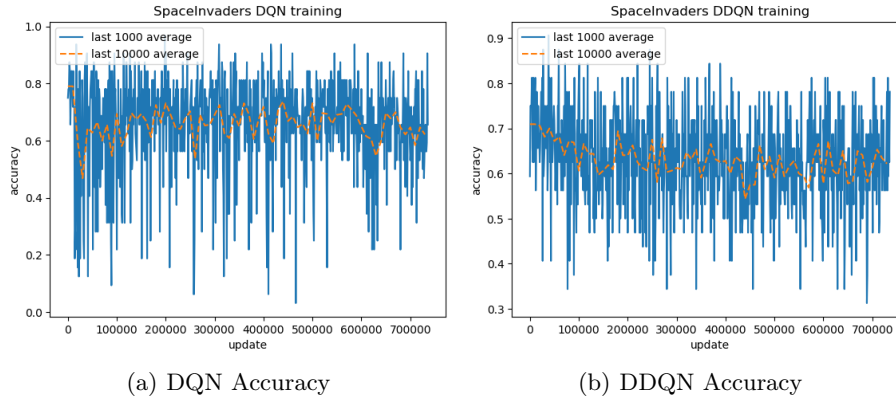 SpaceInvaders DQN training
1.0
0.8
0.6
0.4
0.2
0.0
accuracy
last 1000 average
last 10000 average
0 100000 200000 300000 400000 500000 600000 700000
update
(a) DQN Accuracy
SpaceInvaders DDQN training
0.9
0.8
0.7
0.6
0.5
0.4
0.3
accuracy
last 1000 average
last 10000 average
0 100000 200000 300000 400000 500000 600000 700000
update
(b) DDQN Accuracy